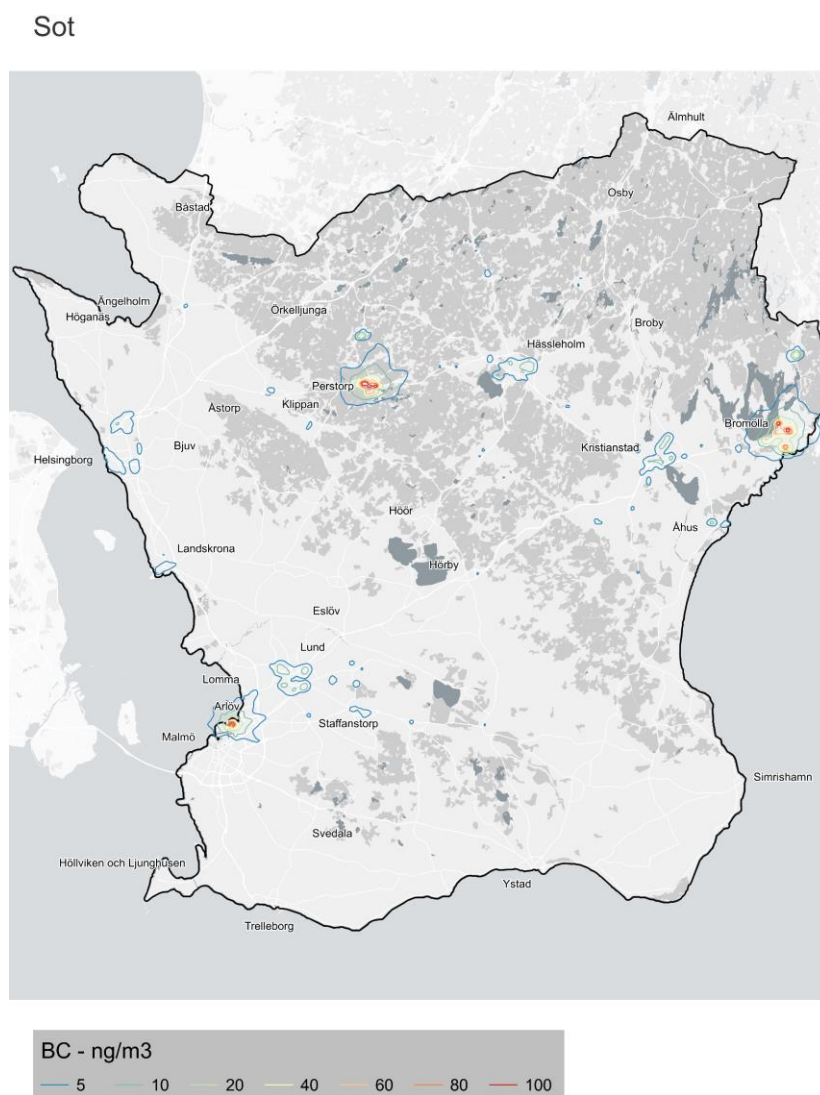 Sot
Älmhult
Osby
Båstad
Ängelholm
Höganäs
Örkelljunga
Broby
Hässleholm
Perstorp
Klippan
Åstorp
Bromölla
Bjuv
Kristianstad
Helsingborg
Höör
Åhus
Landskrona
Hörby
Eslöv
Lund
Lomma
Arlöv
Staffanstorp
Malmö
Simrishamn
Svedala
Höllviken och Ljunghusen
Ystad
Trelleborg
BC - ng/m3
5 10 20 40 60 80 100